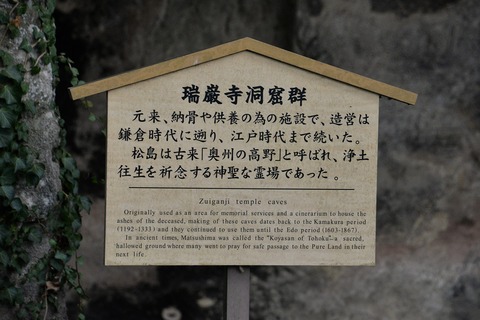 瑞巌寺洞窟群
元来、納骨や供養の為の施設で、造営は
鎌倉時代に遡り、江戸時代まで続いた。
松島は古来「奥州の高野」と呼ばれ、浄土
往生を祈念する神聖な霊場であった。
Zuiganji temple caves
Originally used as an area for memorial services and a cinerarium to house the
ashes of the deceased, making of these caves dates back to the Kamakura period
(1192-1333) and they continued to use them until the Edo period (1603-1867).
In ancient times, Matsushima was called the "Koyasan of Tohoku"-a sacred,
hallowed ground where many went to pray for safe passage to the Pure Land in their
next life.